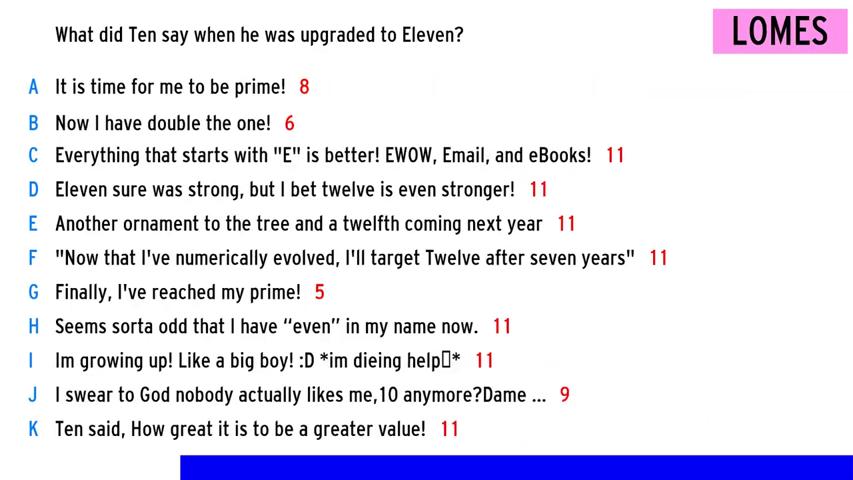 What did Ten say when he was upgraded to Eleven?
LOMES
A It is time for me to be prime! 8
B Now I have double the one! 6
C Everything that starts with "E" is better! EWOW, Email, and eBooks! 11
D Eleven sure was strong, but I bet twelve is even stronger! 11
E Another ornament to the tree and a twelfth coming next year 11
F "Now that I've numerically evolved, I'll target Twelve after seven years" 11
G Finally, I've reached my prime! 5
H Seems sorta odd that I have “even” in my name now. 11
I Im growing up! Like a big boy! :D *im dieing help▯* 11
J I swear to God nobody actually likes me,10 anymore?Dame ... 9
K Ten said, How great it is to be a greater value! 11